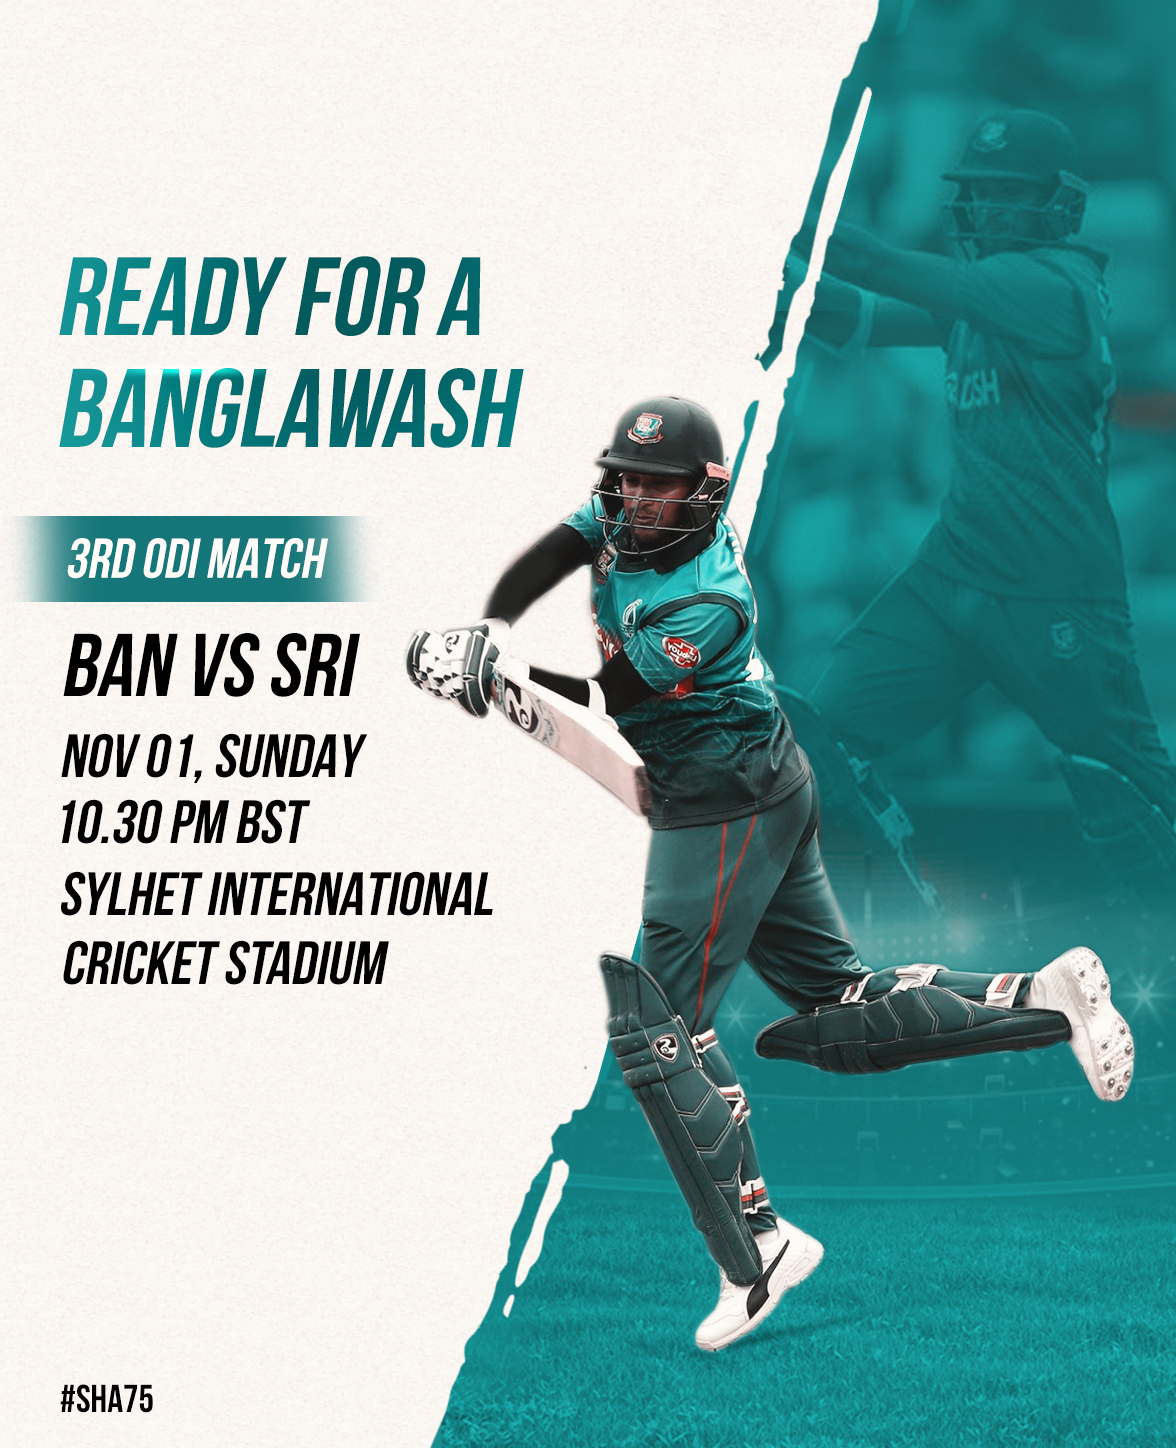 READY FOR A
BANGLAWASH
3RD ODI MATCH
BAN VS SRI
NOV 01, SUNDAY
10.30 PM BST
SYLHET INTERNATIONAL
CRICKET STADIUM
#SHA75